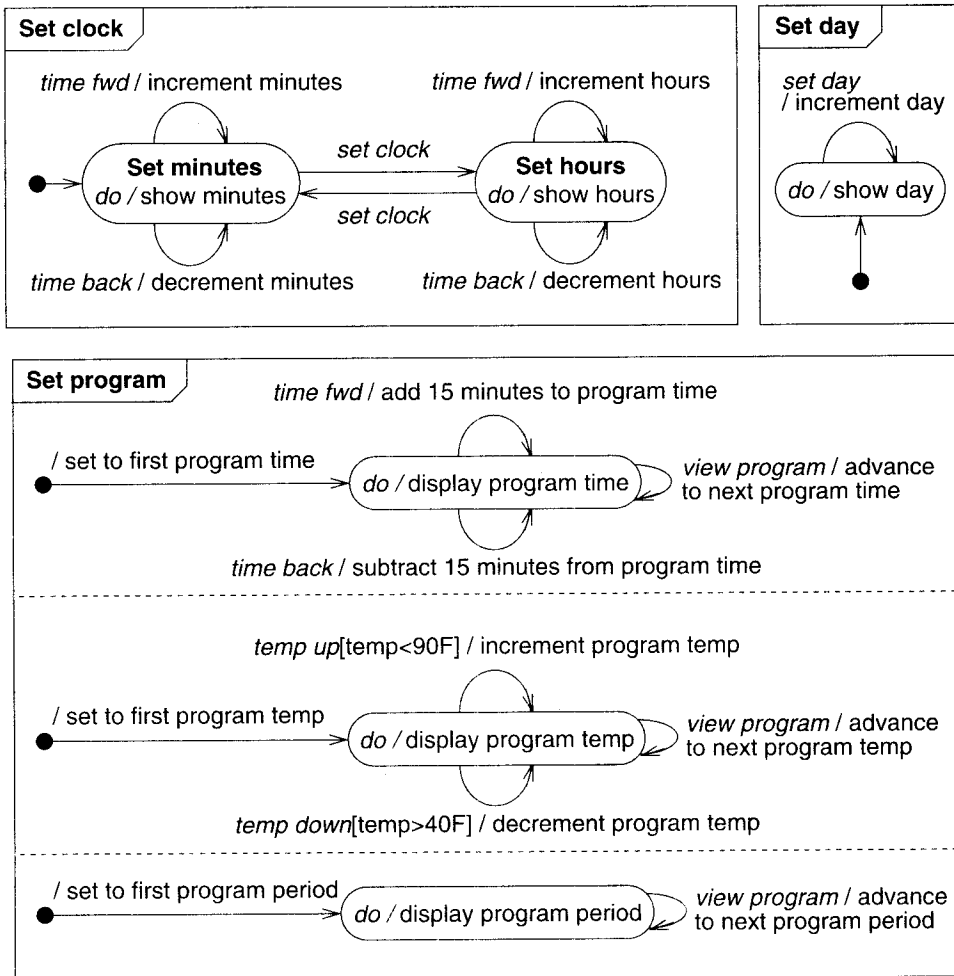 Set clock
time fwd / increment minutes
time fwd / increment hours
Set minutes
do / show minutes
set clock
set clock
Set hours
do / show hours
time back / decrement minutes
time back / decrement hours
Set day
set day
/ increment day
do / show day
Set program
time fwd / add 15 minutes to program time
/ set to first program time
do / display program time
view program / advance
to next program time
time back / subtract 15 minutes from program time
temp up[temp<90F] / increment program temp
/ set to first program temp
do / display program temp
view program / advance
to next program temp
temp down[temp>40F] / decrement program temp
/ set to first program period
do / display program period
view program / advance
to next program period